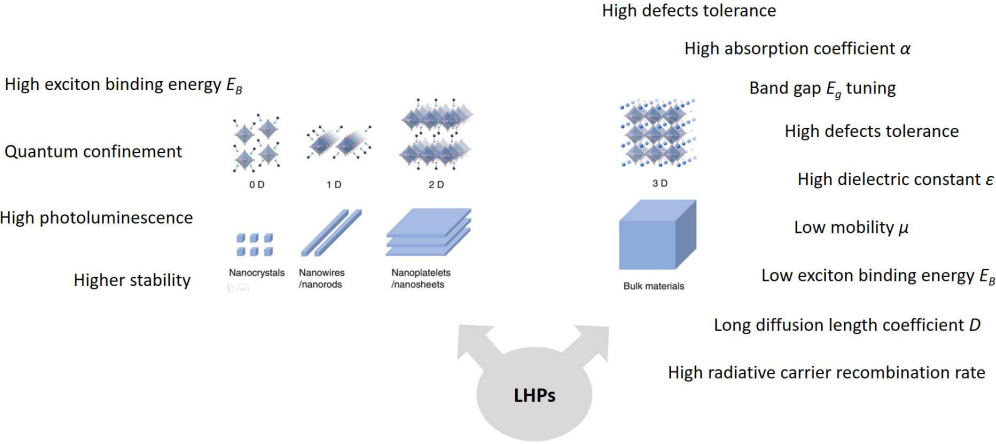 High defects tolerance
High absorption coefficient α
High exciton binding energy E_B
Band gap E_g tuning
High defects tolerance
Quantum confinement
0 D
1 D
2 D
3 D
High dielectric constant ε
High photoluminescence
Low mobility μ
Higher stability
Nanocrystals
Nanowires
/nanorods
Nanoplatelets
/nanosheets
Bulk materials
Low exciton binding energy E_B
Long diffusion length coefficient D
High radiative carrier recombination rate
LHPs